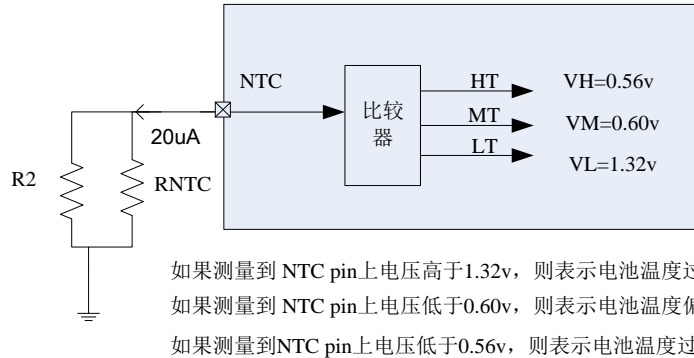 NTC
HT
VH=0.56v
比较器
MT
VM=0.60v
20uA
LT
VL=1.32v
R2
RNTC
如果测量到 NTC pin上电压高于1.32v，则表示电池温度过
如果测量到 NTC pin上电压低于0.60v，则表示电池温度偏
如果测量到NTC pin上电压低于0.56v，则表示电池温度过